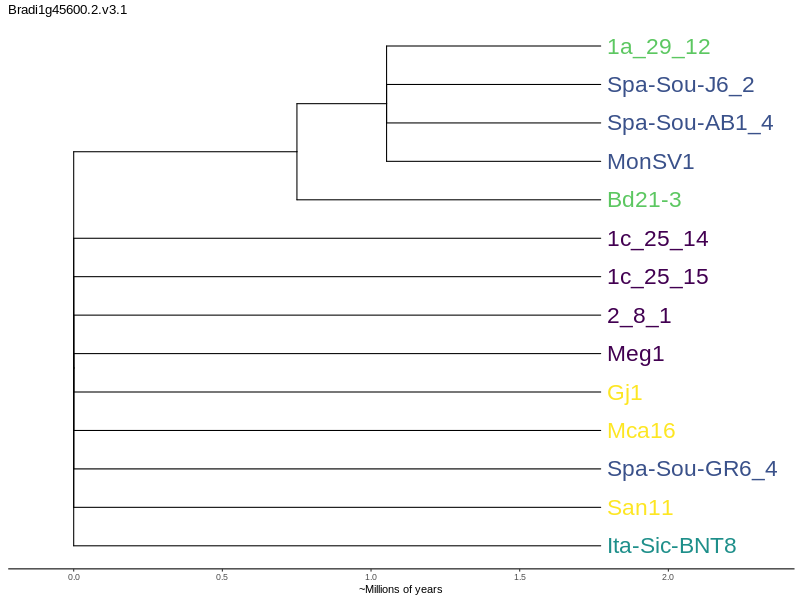 Bradi1g45600.2.v3.1
1a_29_12
Spa-Sou-J6_2
Spa-Sou-AB1_4
MonSV1
Bd21-3
1c_25_14
1c_25_15
2_8_1
Meg1
Gj1
Mca16
Spa-Sou-GR6_4
San11
Ita-Sic-BNT8
0.0 0.5 1.0 1.5 2.0
~Millions of years